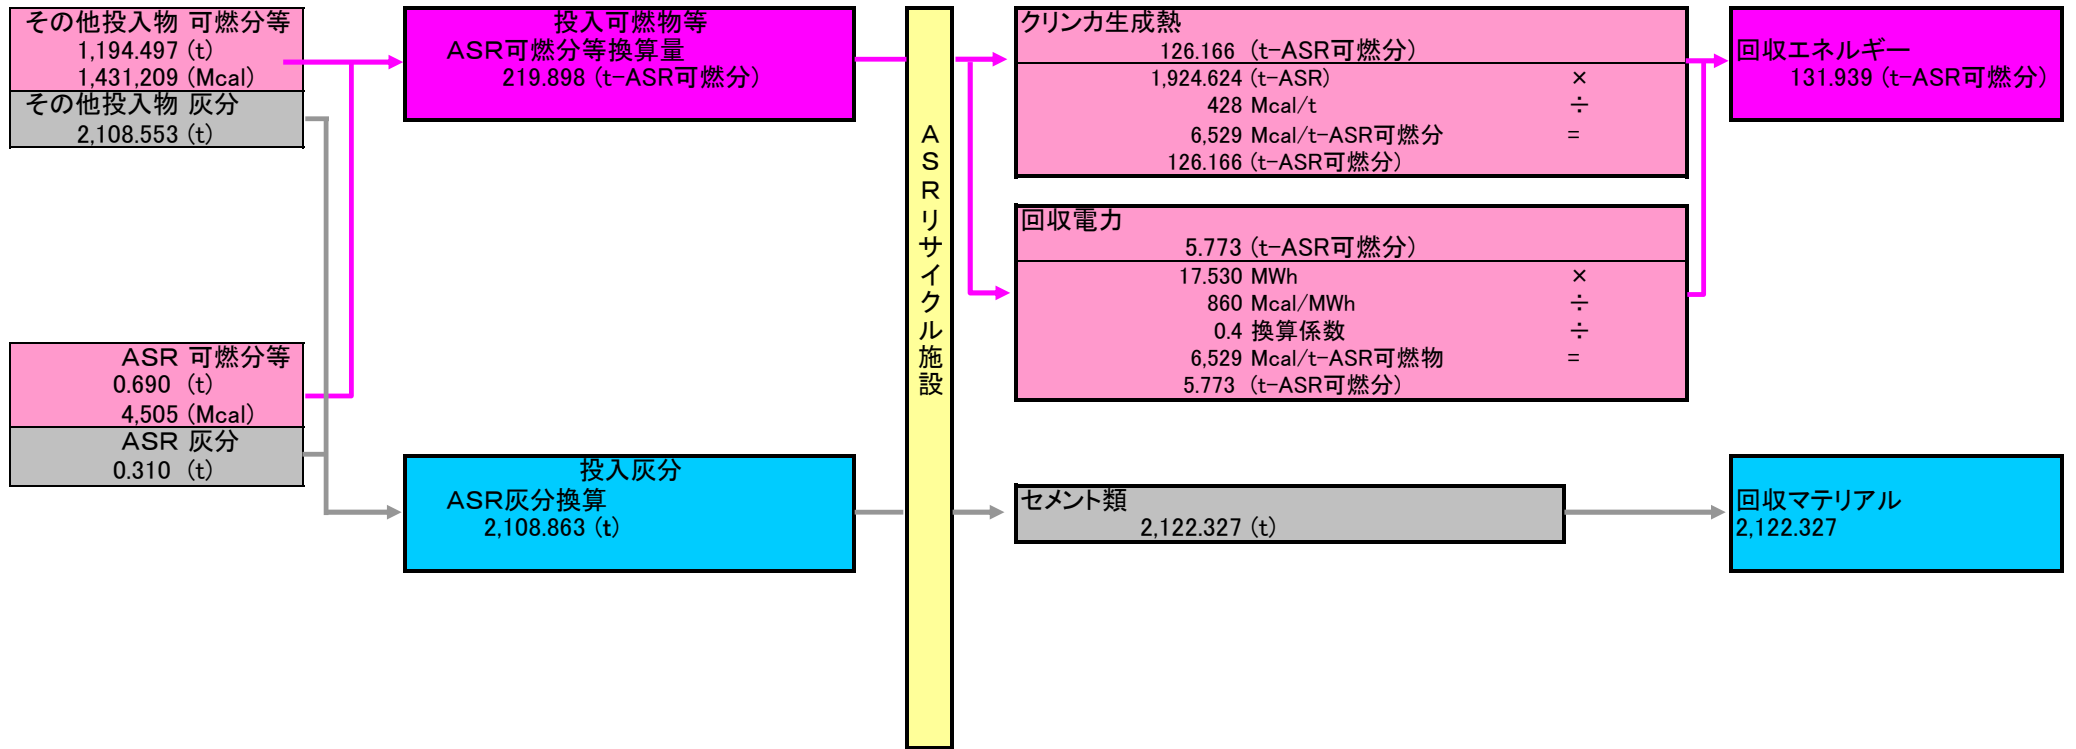 その他投入物 可燃分等
1,194.497 (t)
1,431,209 (Mcal)
その他投入物 灰分
2,108.553 (t)
ASR 可燃分等
0.690 (t)
4,505 (Mcal)
ASR 灰分
0.310 (t)
投入可燃物等
ASR可燃分等換算量
219.898 (t-ASR可燃分)
投入灰分
ASR灰分換算
2,108.863 (t)
ASRリサイクル施設
クリンカ生成熱
126.166 (t-ASR可燃分)
1,924.624 (t-ASR) ×
428 Mcal/t ÷
6,529 Mcal/t-ASR可燃分 =
126.166 (t-ASR可燃分)
回収電力
5.773 (t-ASR可燃分)
17.530 MWh ×
860 Mcal/MWh ÷
0.4 換算係数 ÷
6,529 Mcal/t-ASR可燃物 =
5.773 (t-ASR可燃分)
セメント類
2,122.327 (t)
回収エネルギー
131.939 (t-ASR可燃分)
回収マテリアル
2,122.327